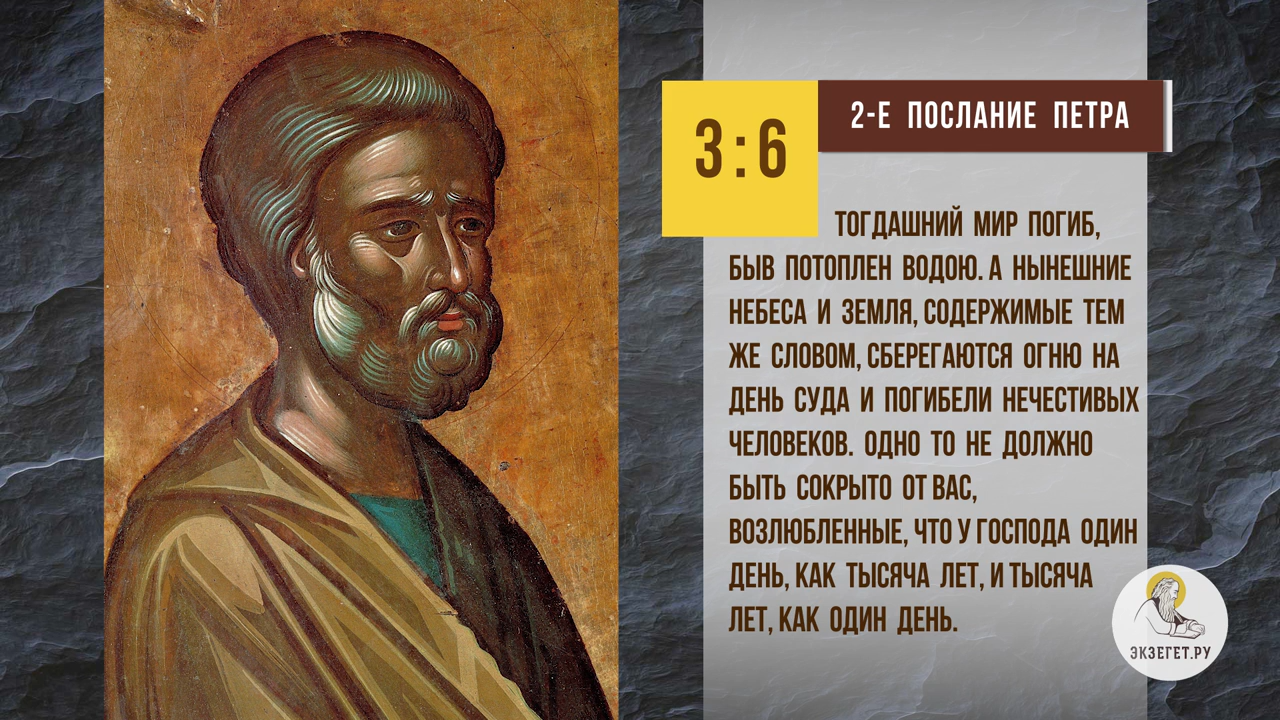 3:6
2-Е ПОСЛАНИЕ ПЕТРА
ТОГДАШНИЙ МИР ПОГИБ,
БЫВ ПОТОПЛЕН ВОДОЮ. А НЫНЕШНИЕ
НЕБЕСА И ЗЕМЛЯ, СОДЕРЖИМЫЕ ТЕМ
ЖЕ СЛОВОМ, СБЕРЕГАЮТСЯ ОГНЮ НА
ДЕНЬ СУДА И ПОГИБЕЛИ НЕЧЕСТИВЫХ
ЧЕЛОВЕКОВ. ОДНО ТО НЕ ДОЛЖНО
БЫТЬ СОКРЫТО ОТ ВАС,
ВОЗЛЮБЛЕННЫЕ, ЧТО У ГОСПОДА ОДИН
ДЕНЬ, КАК ТЫСЯЧА ЛЕТ, И ТЫСЯЧА
ЛЕТ, КАК ОДИН ДЕНЬ.
ЭКЗЕГЕТ.РУ